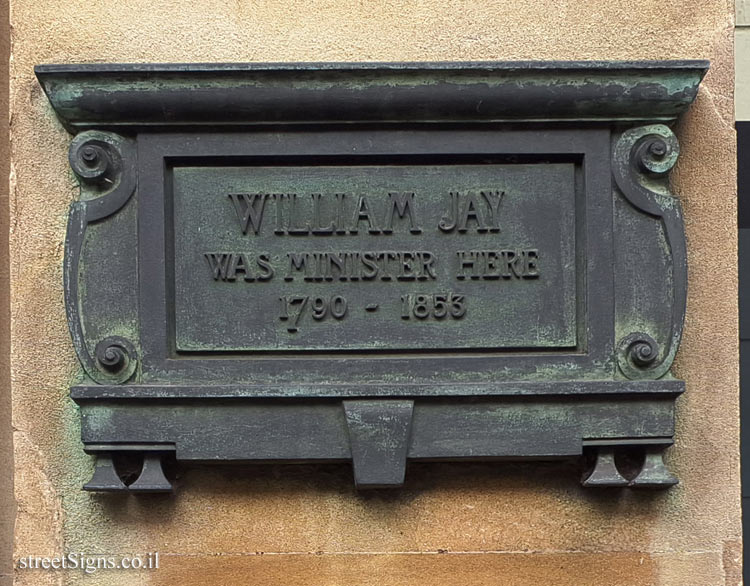 WILLIAM JAY
WAS MINISTER HERE
1790 - 1853
streetSigns.co.il